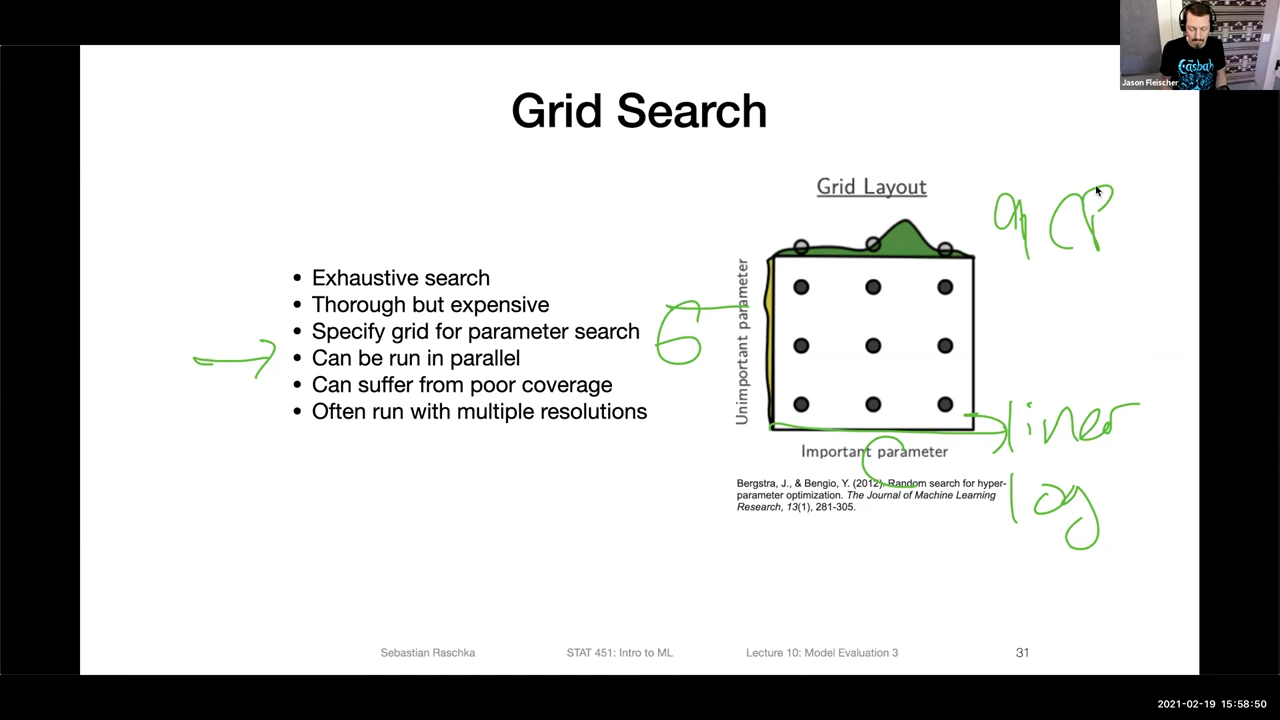 Casbah
Jason Fleischer
Grid Search
Grid Layout
Exhaustive search
Thorough but expensive
Specify grid for parameter search
Can be run in parallel
Can suffer from poor coverage
Often run with multiple resolutions
Unimportant parameter
Important parameter
C
linear
log
Bergstra, J., & Bengio, Y. (2012). Random search for hyper-
parameter optimization. The Journal of Machine Learning
Research, 13(1), 281-305.
Sebastian Raschka
STAT 451: Intro to ML
Lecture 10: Model Evaluation 3
31
2021-02-19 15:58:50